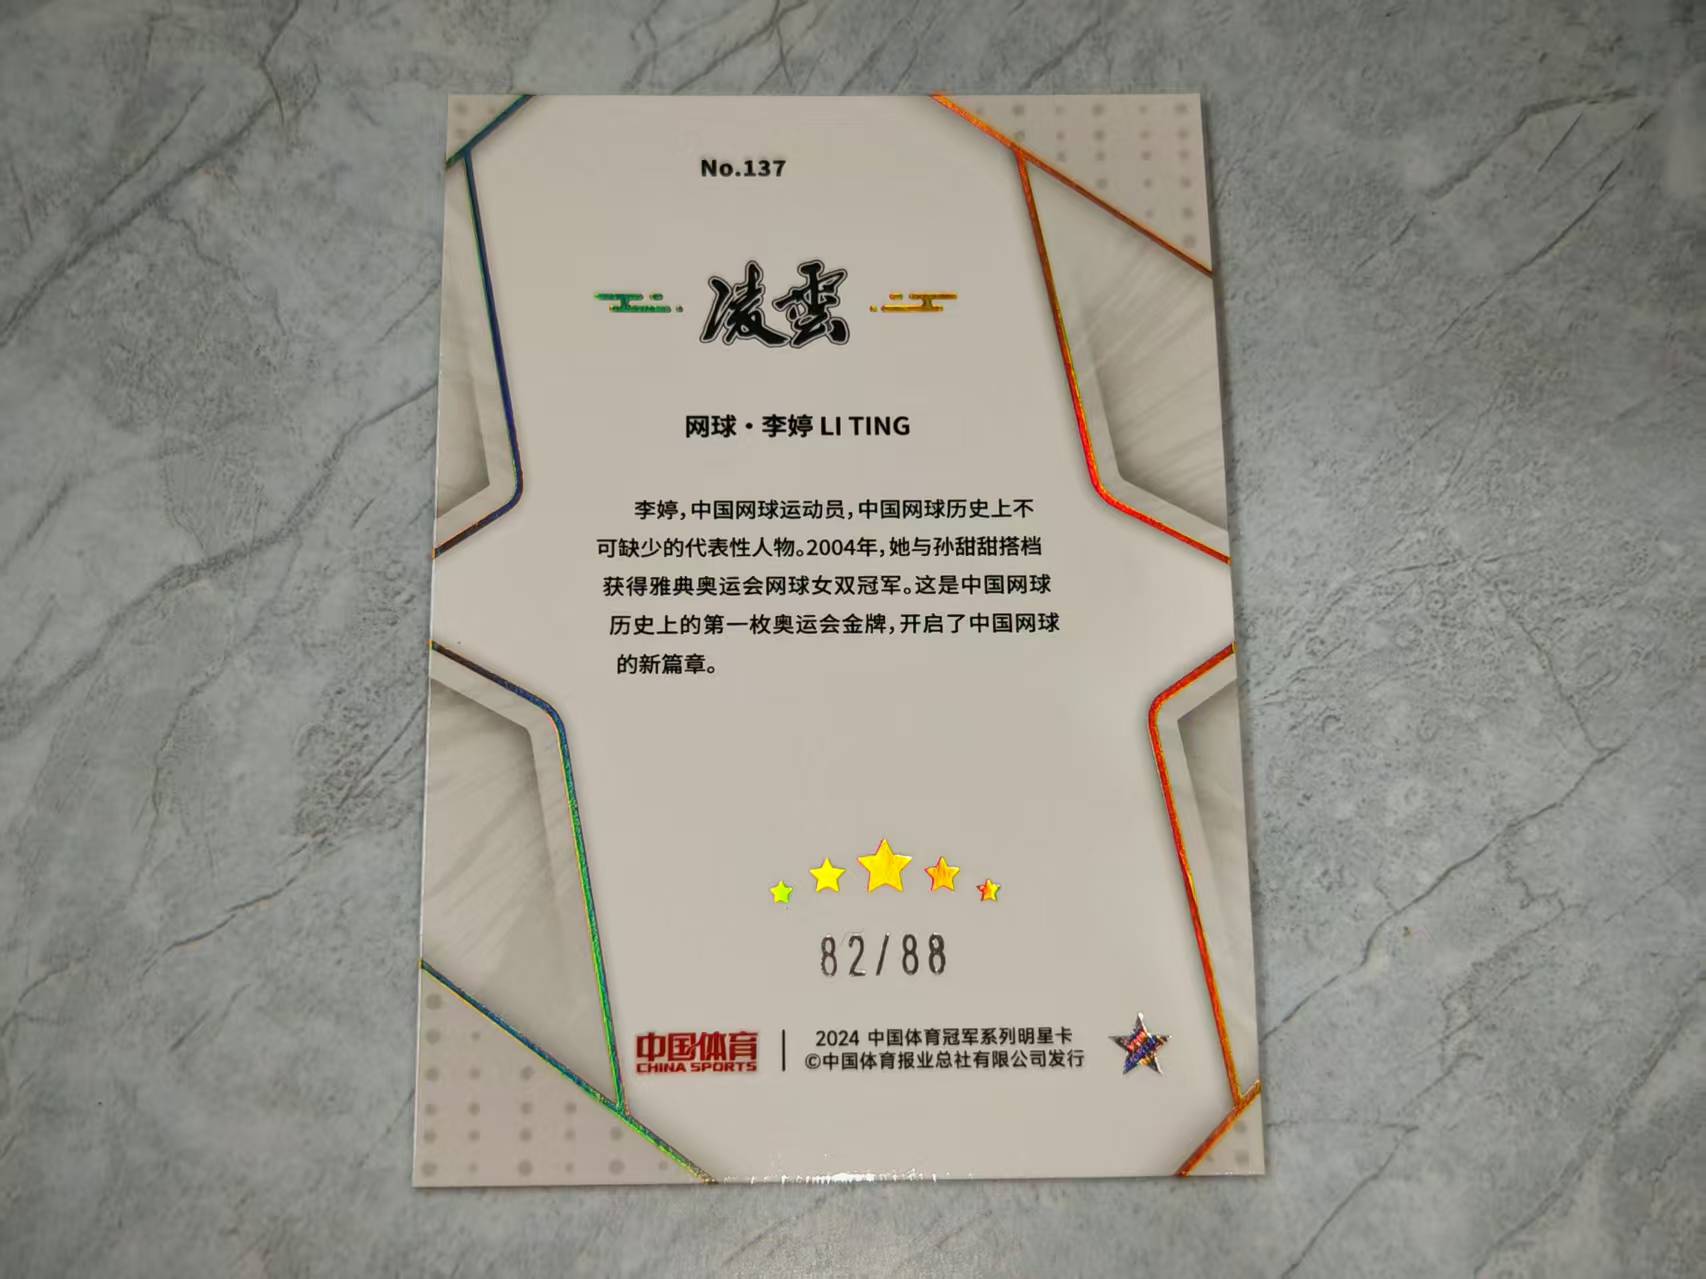 No.137
凌雲
网球·李婷 LI TING
李婷,中国网球运动员,中国网球历史上不
可缺少的代表性人物。2004年,她与孙甜甜搭档
获得雅典奥运会网球女双冠军。这是中国网球
历史上的第一枚奥运会金牌,开启了中国网球
的新篇章。
82/88
中国体育
CHINA SPORTS
2024 中国体育冠军系列明星卡
©中国体育报业总社有限公司发行